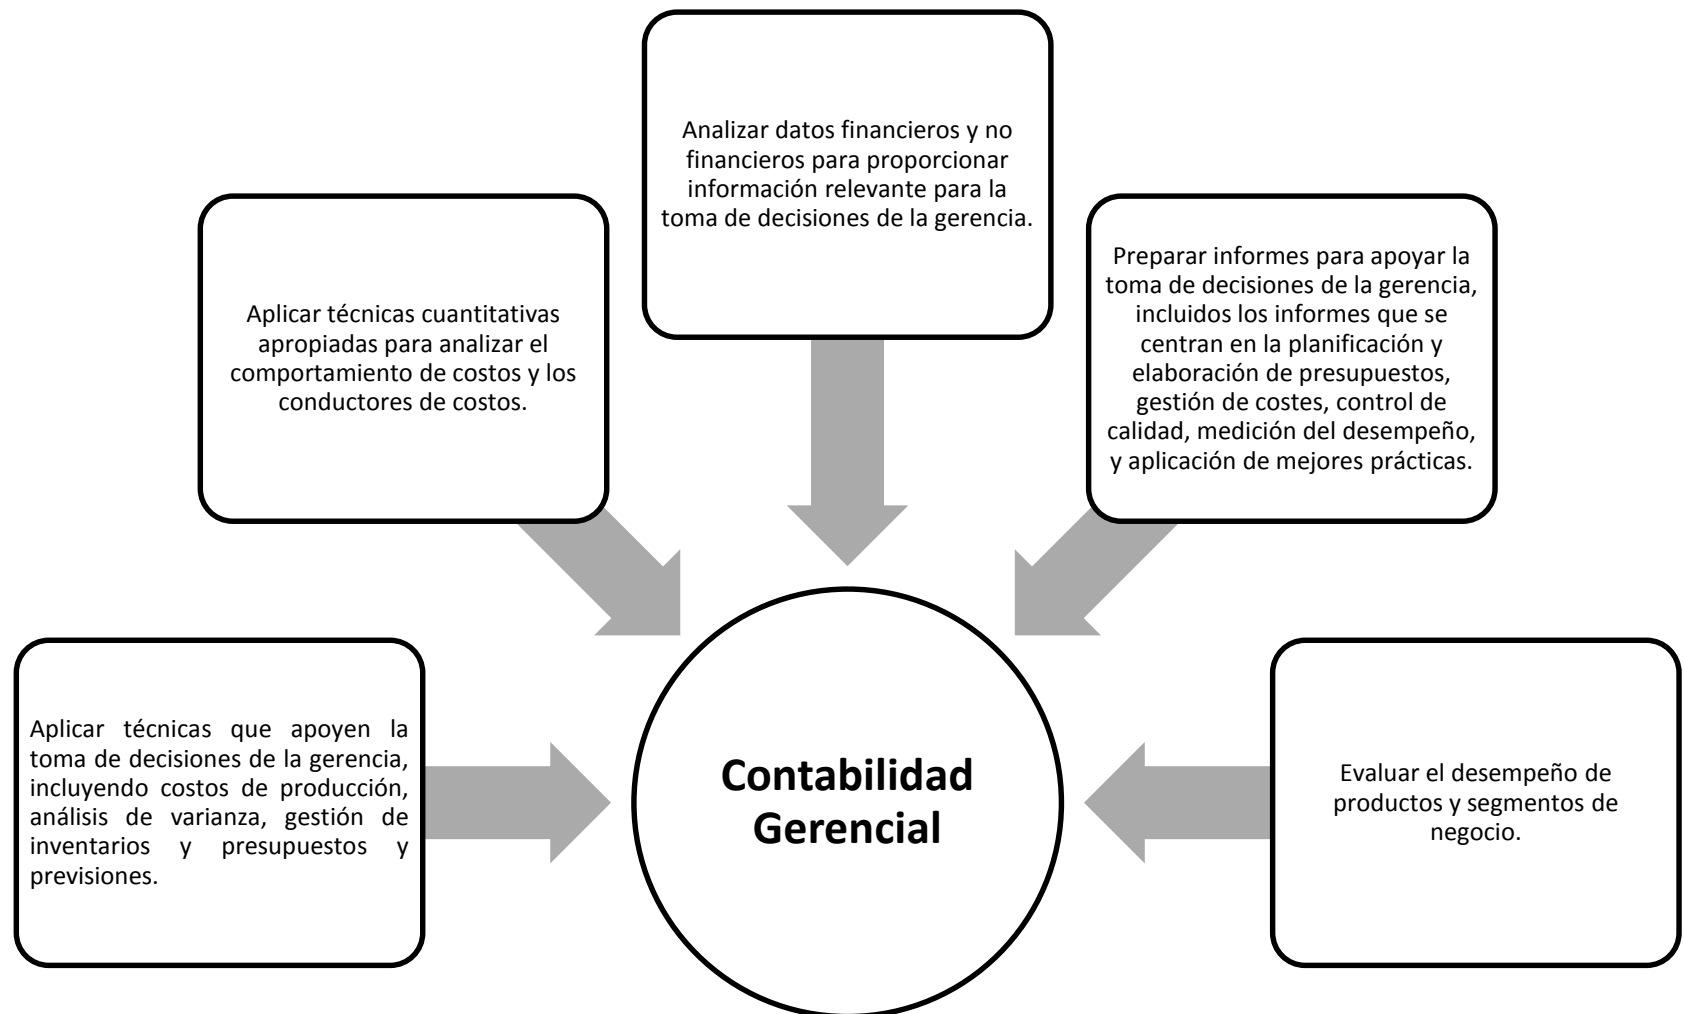 Analizar datos financieros y no
financieros para proporcionar
información relevante para la
toma de decisiones de la gerencia.
Aplicar técnicas cuantitativas
apropiadas para analizar el
comportamiento de costos y los
conductores de costos.
Preparar informes para apoyar la
toma de decisiones de la gerencia,
incluidos los informes que se
centran en la planificación y
elaboración de presupuestos,
gestión de costes, control de
calidad, medición del desempeño,
y aplicación de mejores prácticas.
Aplicar técnicas que apoyen la
toma de decisiones de la gerencia,
incluyendo costos de producción,
análisis de varianza, gestión de
inventarios y presupuestos y
previsiones.
Contabilidad
Gerencial
Evaluar el desempeño de
productos y segmentos de
negocio.